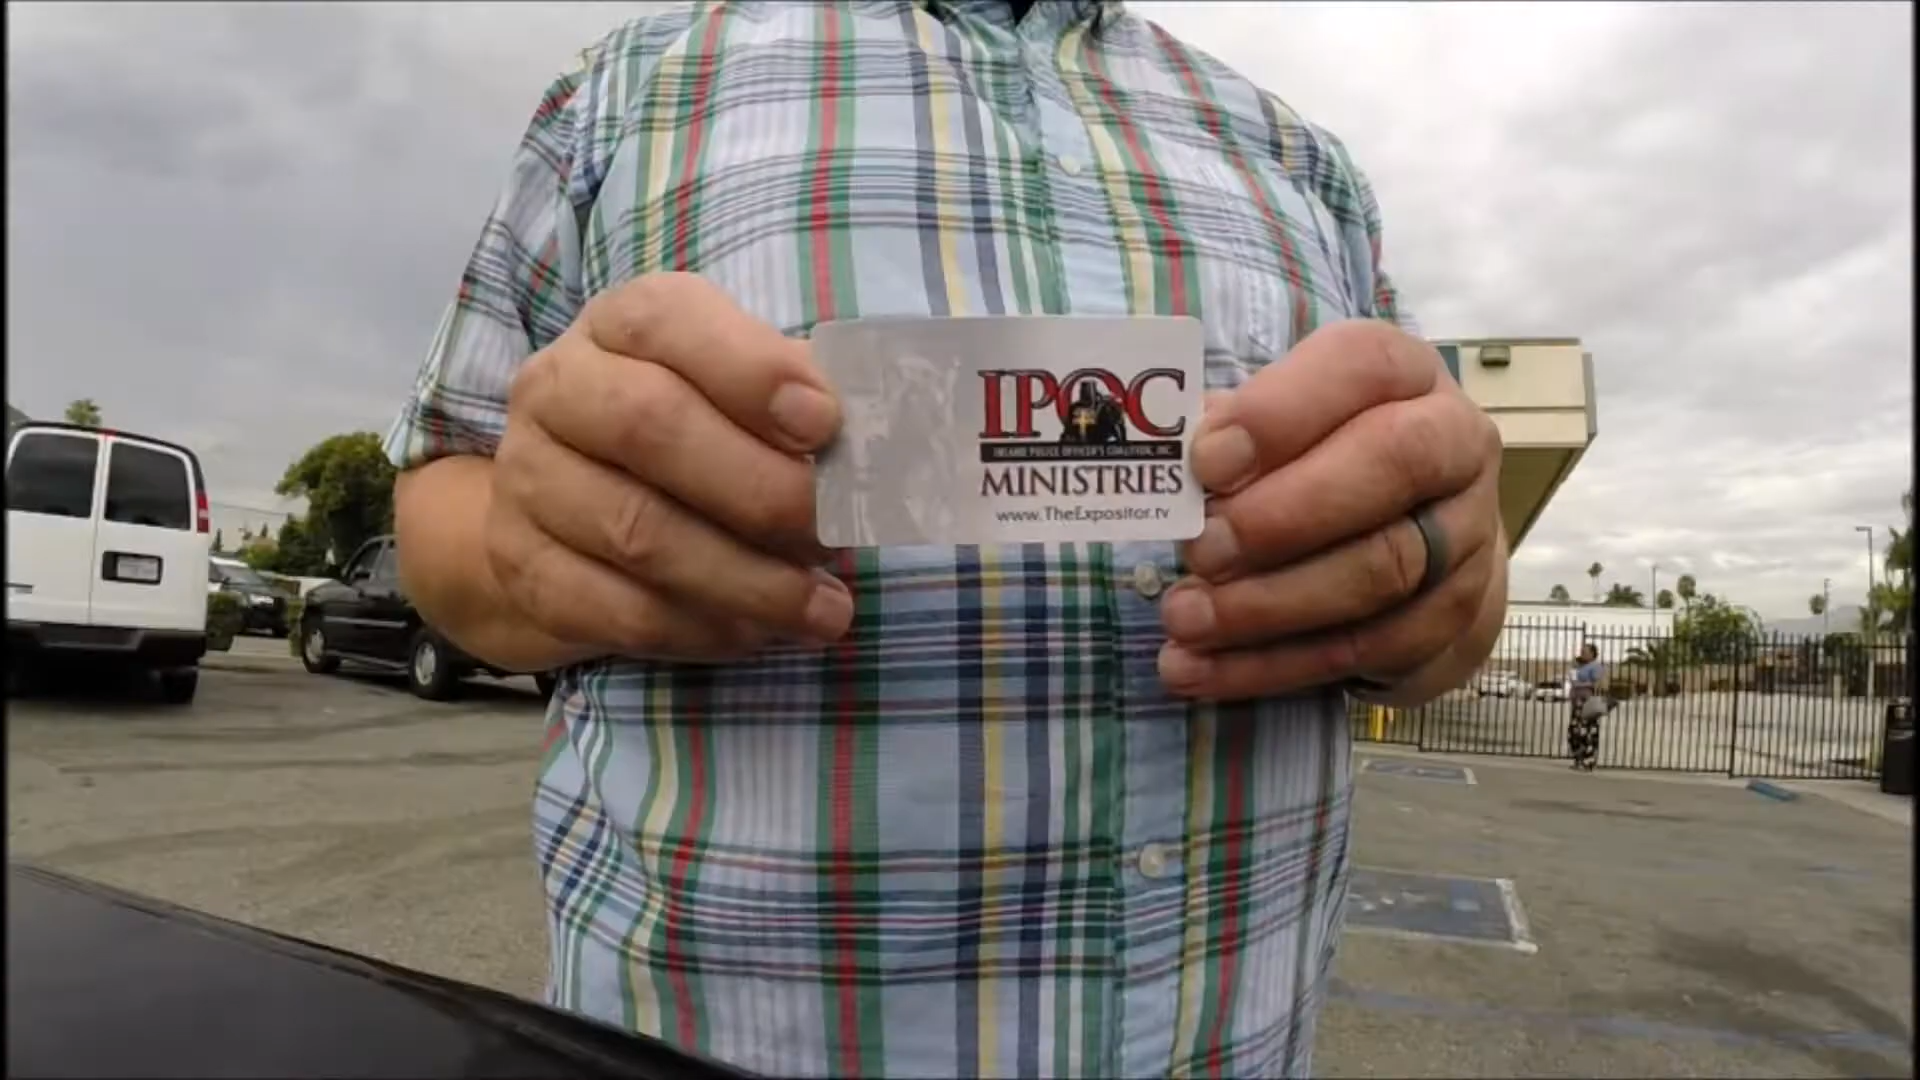 IPOC
INLAND POLICE OFFICER'S COALITION, INC.
MINISTRIES
www.TheExpositor.tv